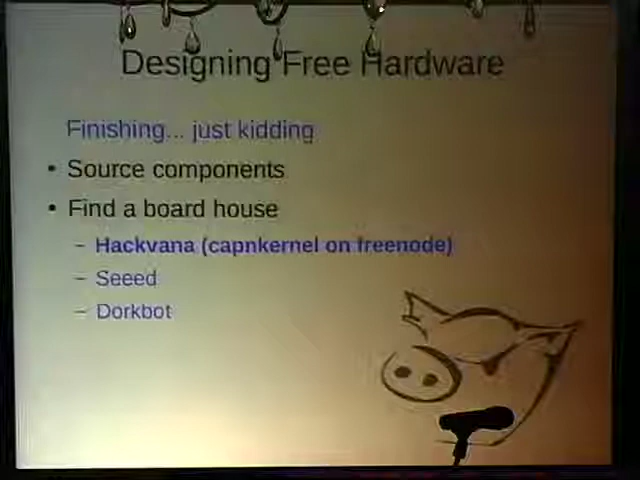 Designing Free Hardware
Finishing... just kidding
• Source components
• Find a board house
– Hackvana (capnkernel on freenode)
– Seeed
– Dorkbot